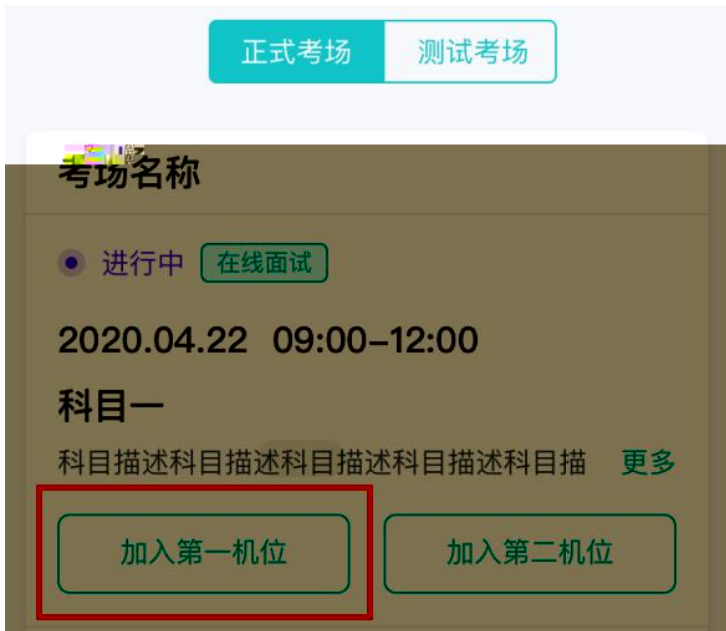 正式考场 测试考场
考场名称
进行中 在线面试
2020.04.22 09:00-12:00
科目一
科目描述科目描述科目描述科目描述科目描 更多
加入第一机位 加入第二机位